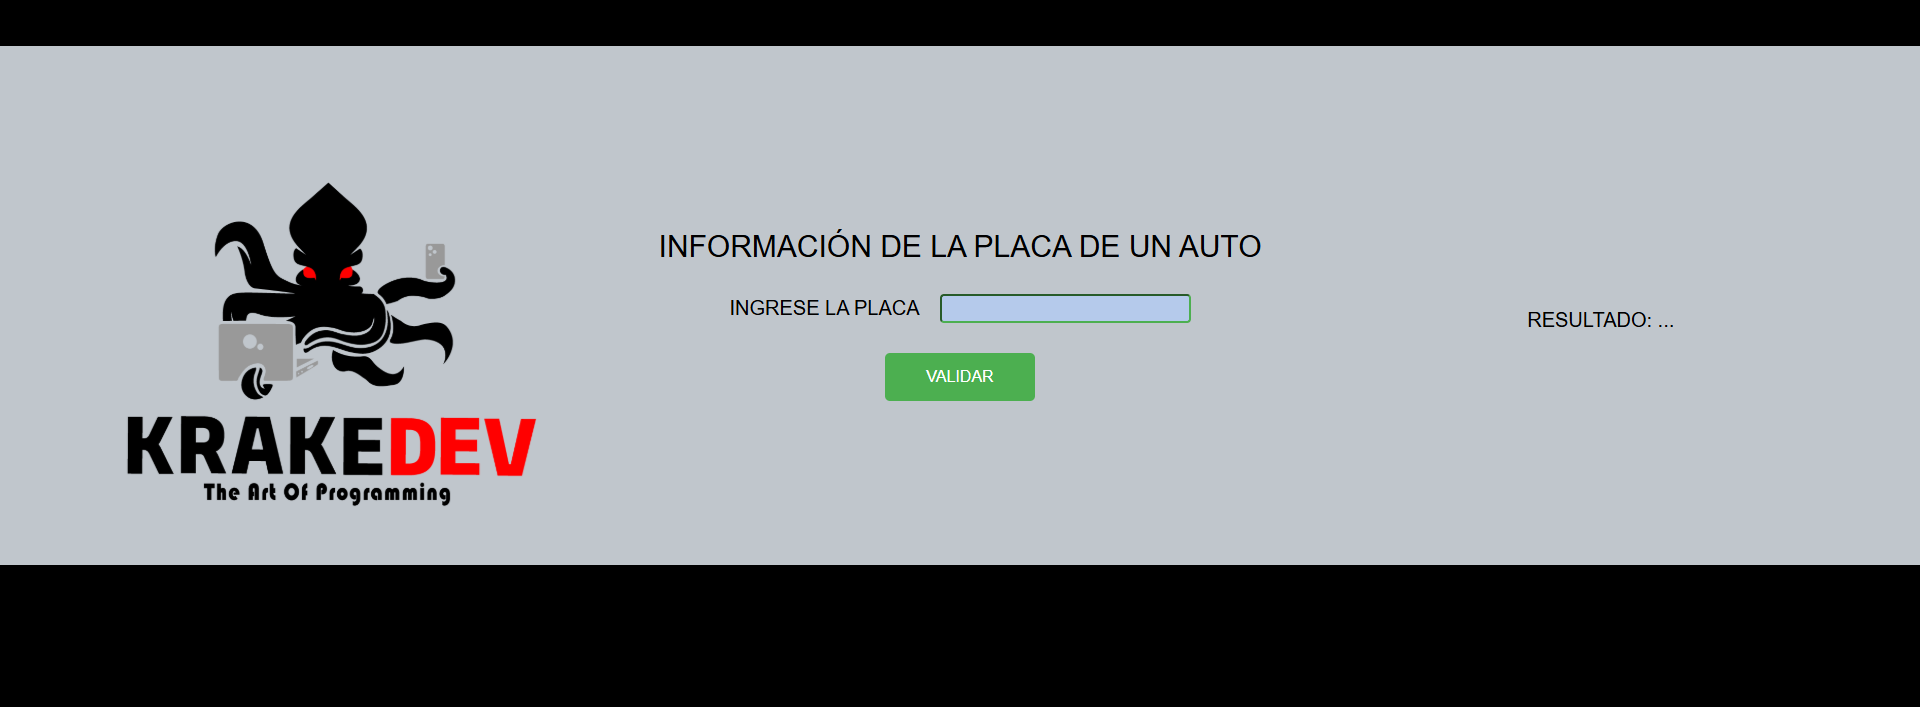 KRAKEDEV
The Art Of Programming
INFORMACIÓN DE LA PLACA DE UN AUTO
INGRESE LA PLACA
VALIDAR
RESULTADO: ...